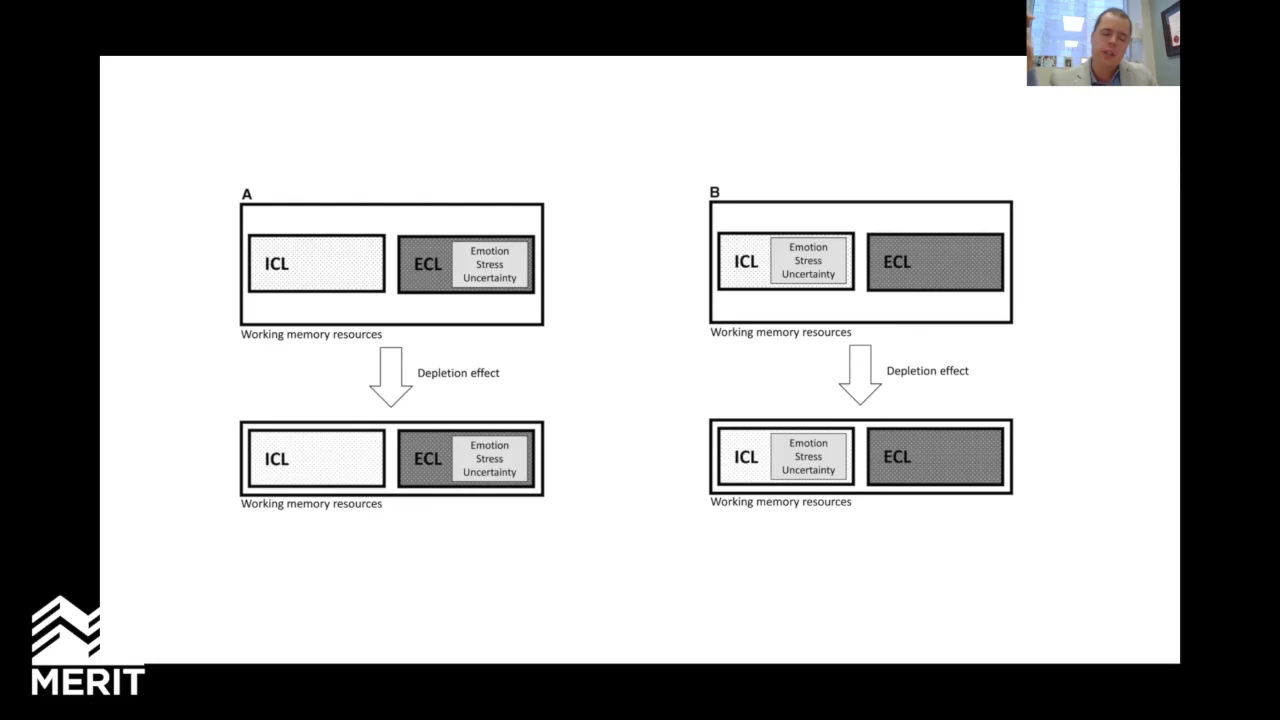 A
ICL
ECL
Emotion
Stress
Uncertainty
Working memory resources
Depletion effect
ICL
ECL
Emotion
Stress
Uncertainty
Working memory resources
B
ICL
Emotion
Stress
Uncertainty
ECL
Working memory resources
Depletion effect
ICL
Emotion
Stress
Uncertainty
ECL
Working memory resources
MERIT